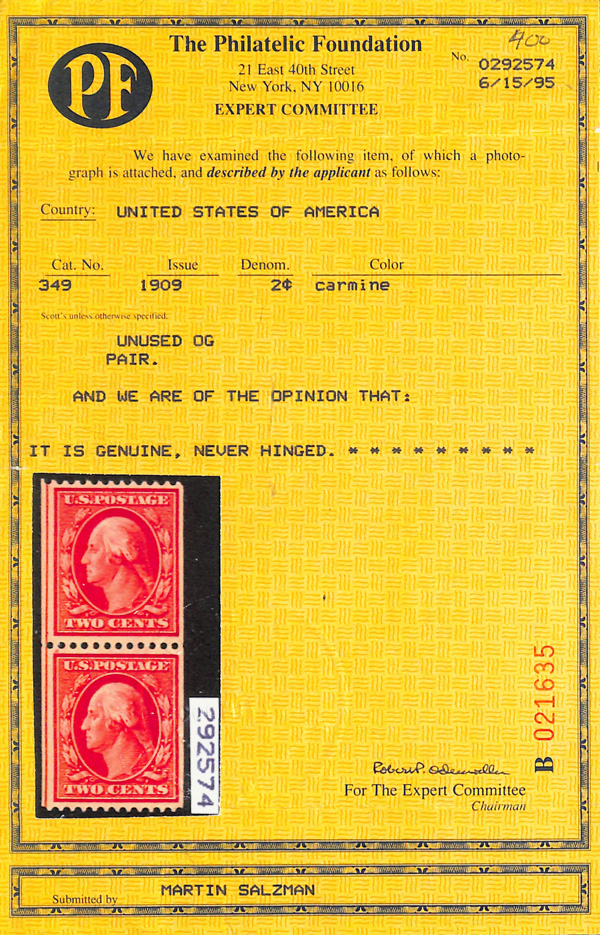 PF
The Philatelic Foundation
21 East 40th Street
New York, NY 10016
EXPERT COMMITTEE
400
No. 0292574
6/15/95
We have examined the following item, of which a photo-
graph is attached, and described by the applicant as follows:
Country: UNITED STATES OF AMERICA
Cat. No. Issue Denom. Color
349 1909 2¢ carmine
Scott's unless otherwise specified.
UNUSED OG
PAIR.
AND WE ARE OF THE OPINION THAT:
IT IS GENUINE, NEVER HINGED. * * * * * * * * *
U.S.POSTAGE
TWO CENTS
U.S.POSTAGE
TWO CENTS
292574
B 021635
For The Expert Committee
Chairman
Submitted by MARTIN SALZMAN